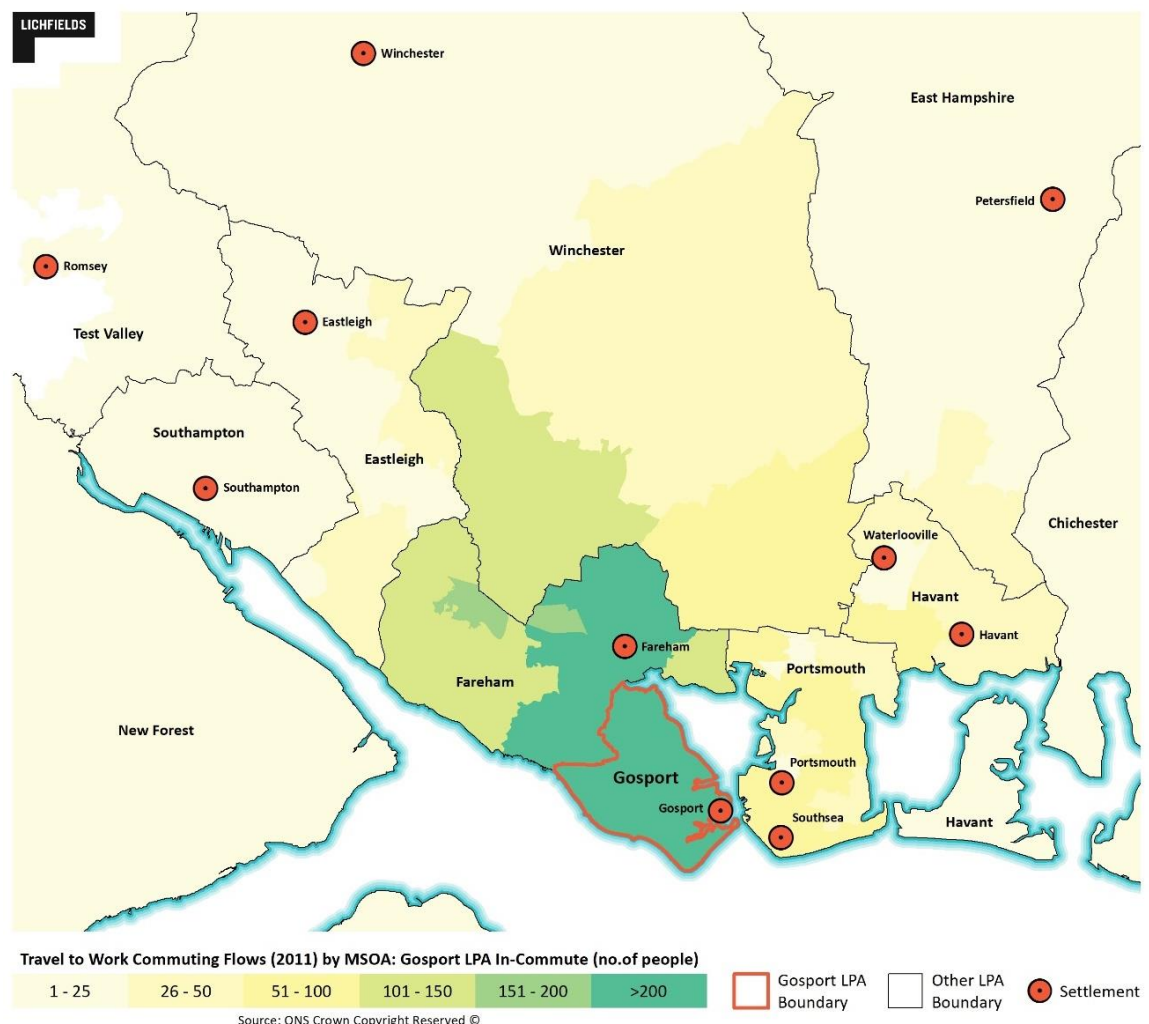 LICHFIELDS
Winchester
East Hampshire
Petersfield
Winchester
Romsey
Eastleigh
Test Valley
Southampton
Eastleigh
Southampton
Chichester
Waterlooville
Havant
Havant
Fareham
Portsmouth
Fareham
New Forest
Portsmouth
Gosport
Gosport
Southsea
Havant
Travel to Work Commuting Flows (2011) by MSOA: Gosport LPA In-Commute (no.of people)
1 - 25
26 - 50
51 - 100
101 - 150
151 - 200
>200
Gosport LPA
Boundary
Other LPA
Boundary
Settlement
Source: ONS Crown Copyright Reserved ©